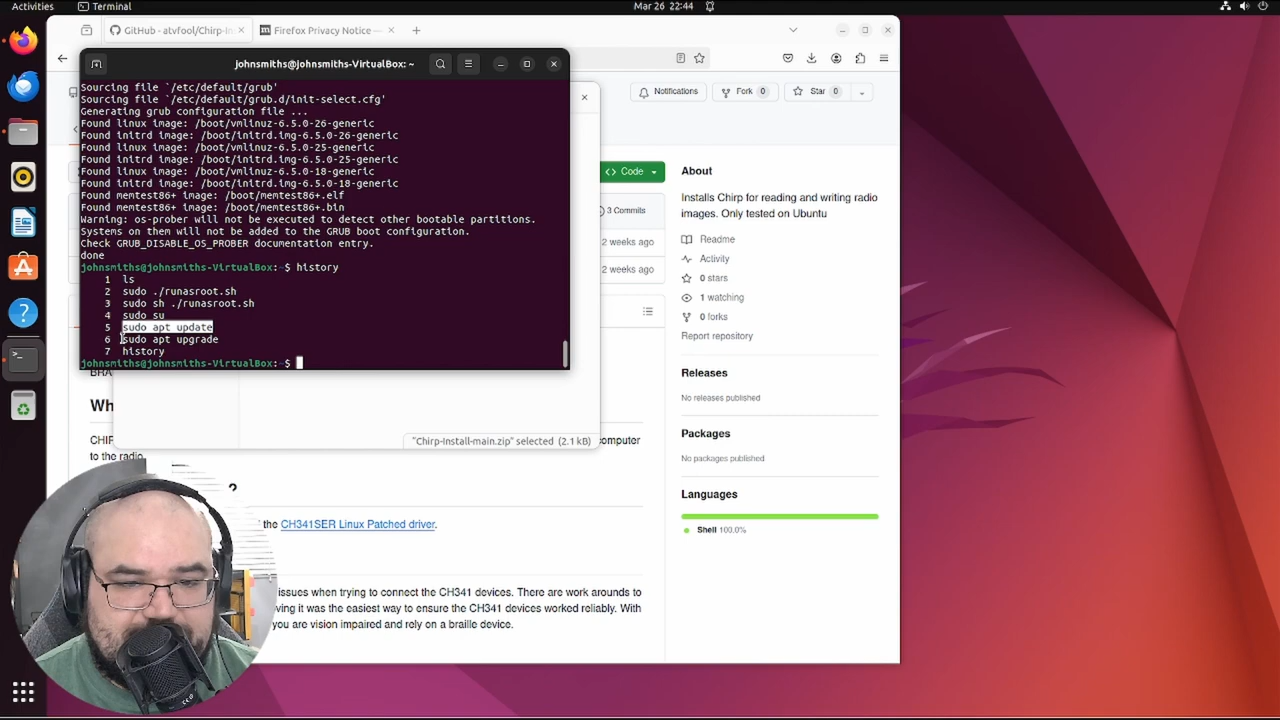 Activities
Terminal
Mar 26 22:44
GitHub - atvfool/Chirp-In
Firefox Privacy Notice —
johnsmiths@johnsmiths-VirtualBox: ~
Notifications
Fork 0
Star 0
Sourcing file `/etc/default/grub'
Sourcing file `/etc/default/grub.d/init-select.cfg'
Generating grub configuration file ...
Found linux image: /boot/vmlinuz-6.5.0-26-generic
Found initrd image: /boot/initrd.img-6.5.0-26-generic
Found linux image: /boot/vmlinuz-6.5.0-25-generic
Found initrd image: /boot/initrd.img-6.5.0-25-generic
Found linux image: /boot/vmlinuz-6.5.0-18-generic
Found initrd image: /boot/initrd.img-6.5.0-18-generic
Found memtest86+ image: /boot/memtest86+.elf
Found memtest86+ image: /boot/memtest86+.bin
Warning: os-prober will not be executed to detect other bootable partitions.
Systems on them will not be added to the GRUB boot configuration.
Check GRUB_DISABLE_OS_PROBER documentation entry.
done
johnsmiths@johnsmiths-VirtualBox:~$ history
1 ls
2 sudo ./runasroot.sh
3 sudo sh ./runasroot.sh
4 sudo su
5 sudo apt update
6 sudo apt upgrade
7 history
johnsmiths@johnsmiths-VirtualBox:~$
Code
3 Commits
2 weeks ago
2 weeks ago
BRA
Wh
CHIR
computer
to the radio.
"Chirp-Install-main.zip" selected (2.1 kB)
?
the CH341SER Linux Patched driver.
issues when trying to connect the CH341 devices. There are work arounds to
ving it was the easiest way to ensure the CH341 devices worked reliably. With
you are vision impaired and rely on a braille device.
About
Installs Chirp for reading and writing radio
images. Only tested on Ubuntu
Readme
Activity
0 stars
1 watching
0 forks
Report repository
Releases
No releases published
Packages
No packages published
Languages
Shell 100.0%